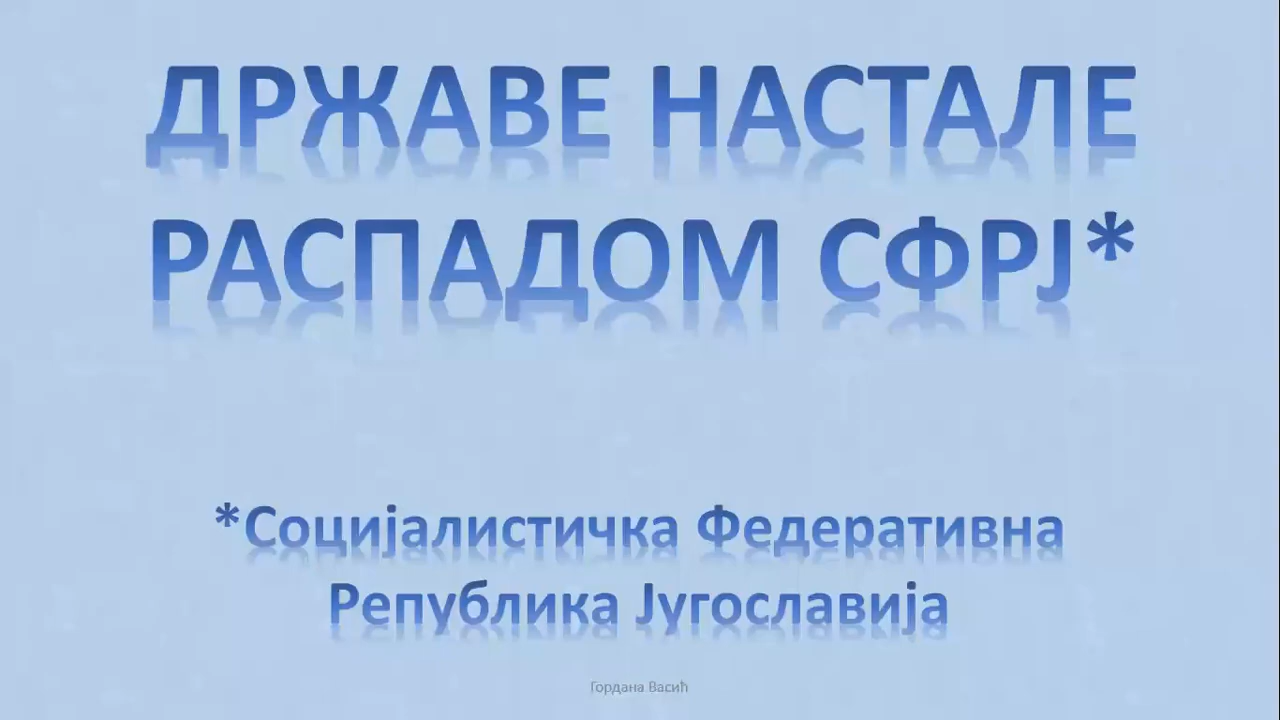 ДРЖАВЕ НАСТАЛЕ
РАСПАДОМ СФРЈ*
*Социјалистичка Федеративна
Република Југославија
Гордана Васић